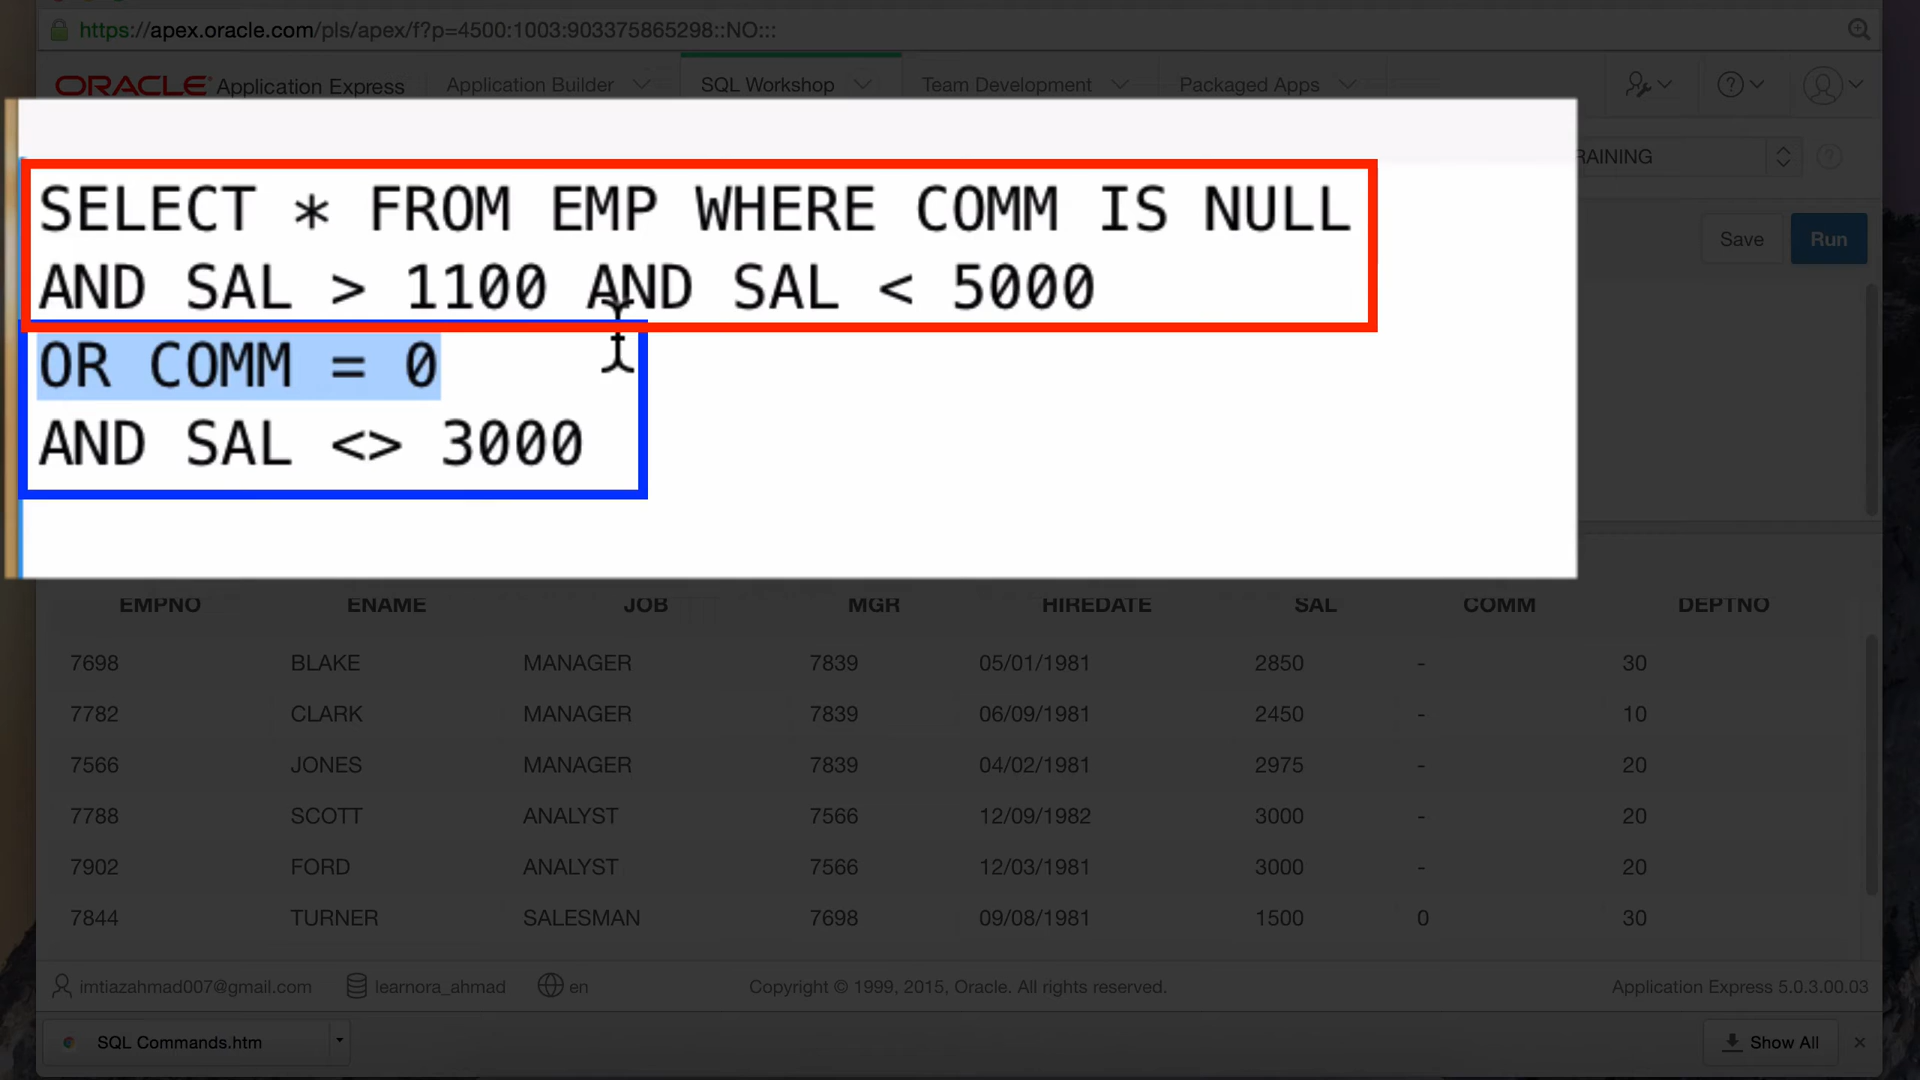 https://apex.oracle.com/pls/apex/f?p=4500:1003:903375865298::NO:::
ORACLE Application Express Application Builder SQL Workshop Team Development Packaged Apps
RAINING
SELECT * FROM EMP WHERE COMM IS NULL
AND SAL > 1100 AND SAL < 5000
OR COMM = 0
AND SAL <> 3000
Save Run
EMPNO ENAME JOB MGR HIREDATE SAL COMM DEPTNO
7698 BLAKE MANAGER 7839 05/01/1981 2850 - 30
7782 CLARK MANAGER 7839 06/09/1981 2450 - 10
7566 JONES MANAGER 7839 04/02/1981 2975 - 20
7788 SCOTT ANALYST 7566 12/09/1982 3000 - 20
7902 FORD ANALYST 7566 12/03/1981 3000 - 20
7844 TURNER SALESMAN 7698 09/08/1981 1500 0 30
imtiazahmad007@gmail.com learnora_ahmad en Copyright © 1999, 2015, Oracle. All rights reserved. Application Express 5.0.3.00.03
SQL Commands.htm Show All